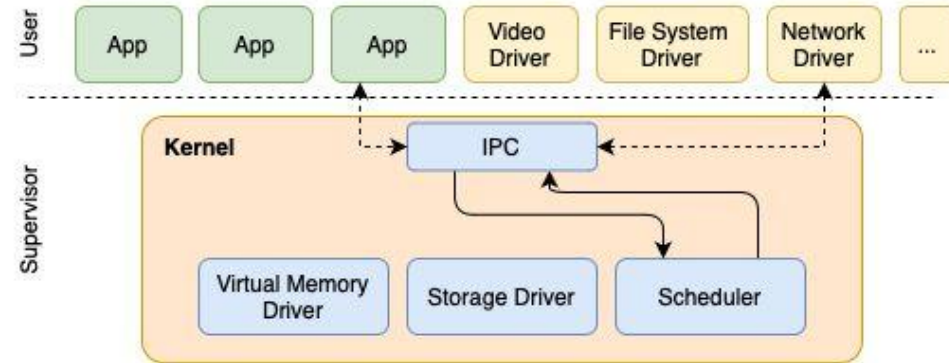 User
App
App
App
Video
Driver
File System
Driver
Network
Driver
...
Supervisor
Kernel
IPC
Virtual Memory
Driver
Storage Driver
Scheduler